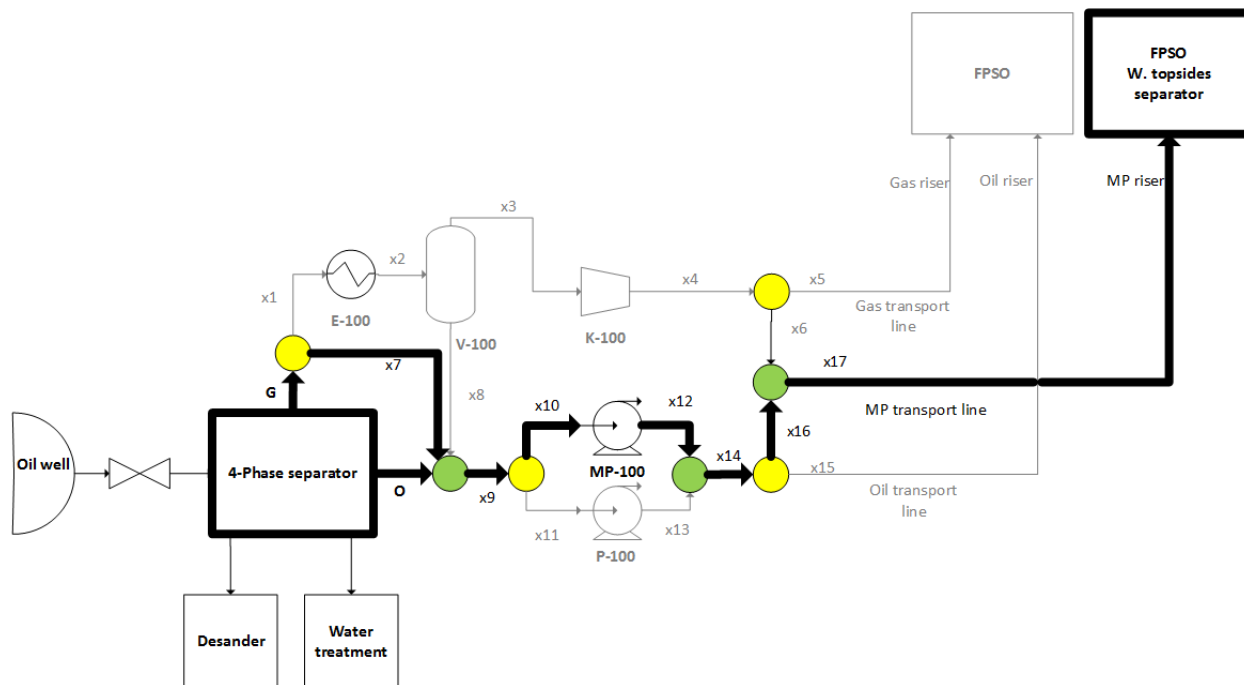 FPSO
FPSO
W. topsides
separator
Gas riser
Oil riser
MP riser
x3
x2
x1
E-100
V-100
x4
K-100
x5
Gas transport
line
x6
x7
x8
G
x17
MP transport line
Oil well
4-Phase separator
O
x9
x10
x12
MP-100
x14
x16
x15
Oil transport
line
x11
x13
P-100
Desander
Water
treatment